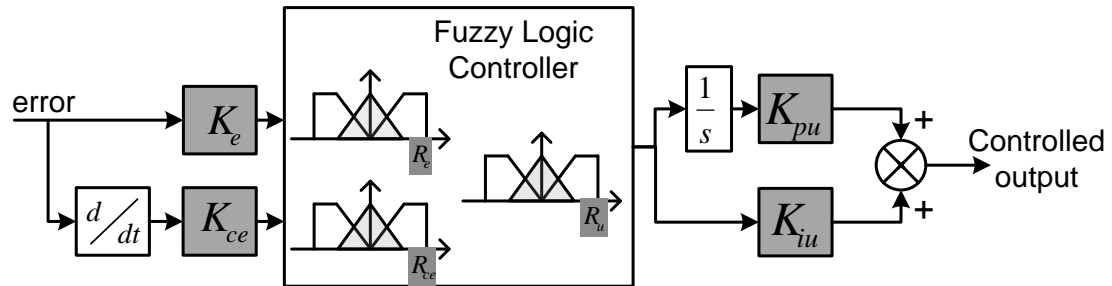 Fuzzy Logic
Controller
error
K_e
R_e
d/dt
K_ce
R_ce
R_u
1/s
K_pu
K_iu
+
+
Controlled
output